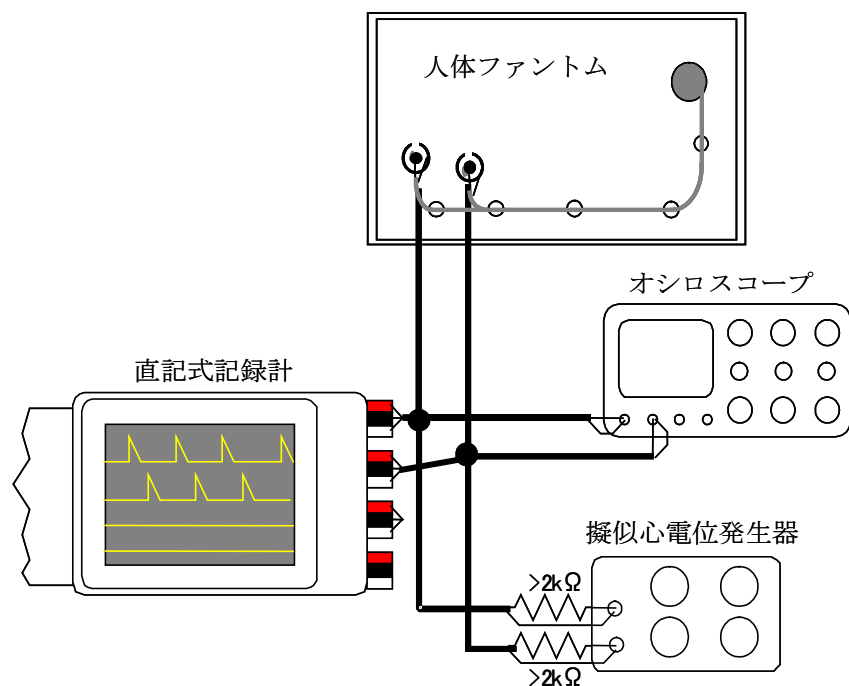 人体ファントム
オシロスコープ
直記式記録計
擬似心電位発生器
>2kΩ
>2kΩ